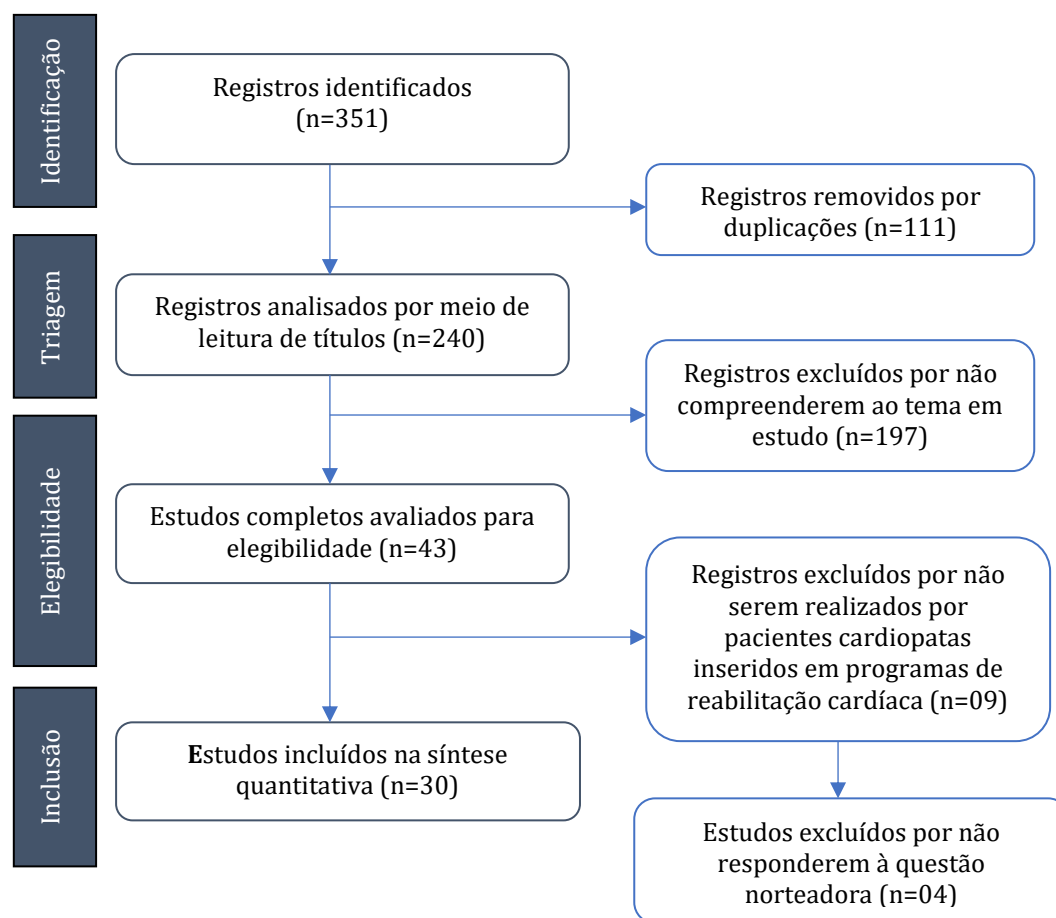 Identificação
Registros identificados
(n=351)
Registros removidos por
duplicações (n=111)
Triagem
Registros analisados por meio de
leitura de títulos (n=240)
Registros excluídos por não
compreenderem ao tema em
estudo (n=197)
Elegibilidade
Estudos completos avaliados para
elegibilidade (n=43)
Registros excluídos por não
serem realizados por
pacientes cardiopatas
inseridos em programas de
reabilitação cardíaca (n=09)
Inclusão
Estudos incluídos na síntese
quantitativa (n=30)
Estudos excluídos por não
responderem à questão
norteadora (n=04)